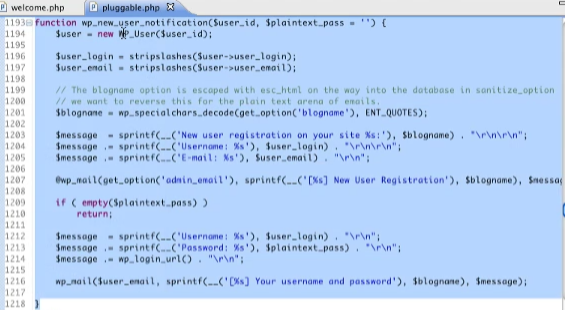 welcome.php pluggable.php
1193 function wp_new_user_notification($user_id, $plaintext_pass = '') {
1194 $user = new WP_User($user_id);
1195
1196 $user_login = stripslashes($user->user_login);
1197 $user_email = stripslashes($user->user_email);
1198
1199 // The blogname option is escaped with esc_html on the way into the database in sanitize_option
1200 // we want to reverse this for the plain text arena of emails.
1201 $blogname = wp_specialchars_decode(get_option('blogname'), ENT_QUOTES);
1202
1203 $message = sprintf(__('New user registration on your site %s:'), $blogname) . "\r\n\r\n";
1204 $message .= sprintf(__('Username: %s'), $user_login) . "\r\n\r\n";
1205 $message .= sprintf(__('E-mail: %s'), $user_email) . "\r\n";
1206
1207 @wp_mail(get_option('admin_email'), sprintf(__('[%s] New User Registration'), $blogname), $messag
1208
1209 if ( empty($plaintext_pass) )
1210 return;
1211
1212 $message = sprintf(__('Username: %s'), $user_login) . "\r\n";
1213 $message .= sprintf(__('Password: %s'), $plaintext_pass) . "\r\n";
1214 $message .= wp_login_url() . "\r\n";
1215
1216 wp_mail($user_email, sprintf(__('[%s] Your username and password'), $blogname), $message);
1217
1218 }